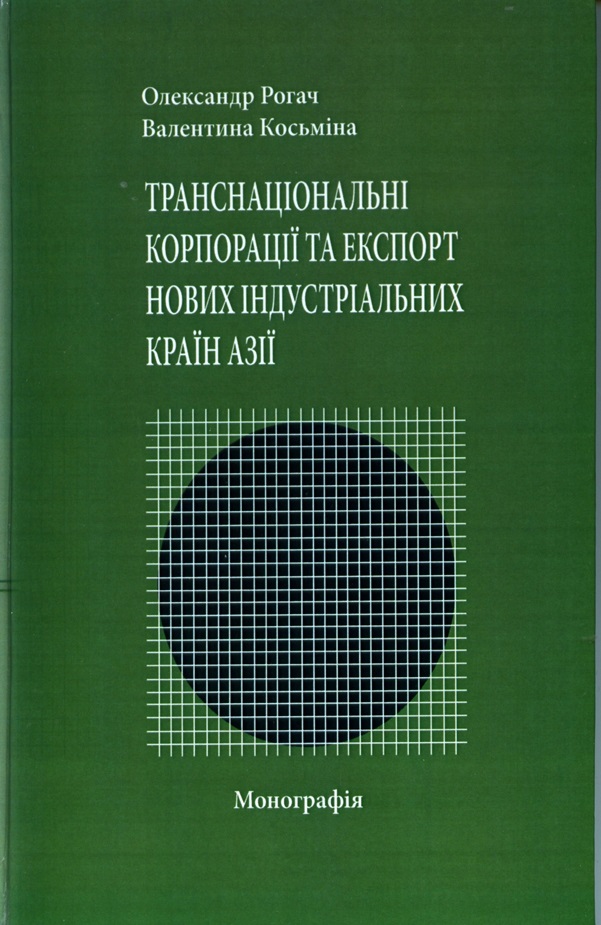 Олександр Рогач
Валентина Косьміна
ТРАНСНАЦІОНАЛЬНІ
КОРПОРАЦІЇ ТА ЕКСПОРТ
НОВИХ ІНДУСТРІАЛЬНИХ
КРАЇН АЗІЇ
Монографія